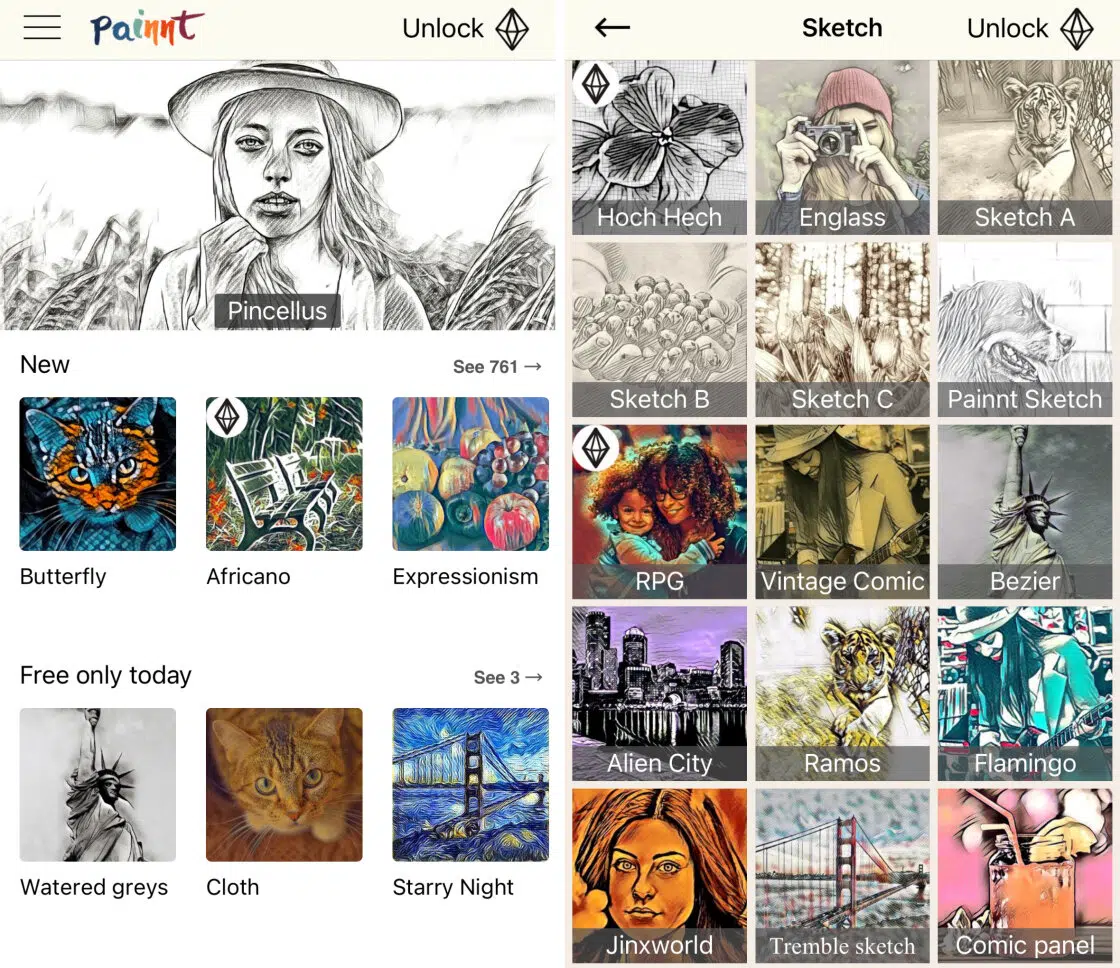 Painnt
Unlock
Pincellus
New
See 761 →
Butterfly
Africano
Expressionism
Free only today
See 3 →
Watered greys
Cloth
Starry Night
←
Sketch
Unlock
Hoch Hech
Englass
Sketch A
Sketch B
Sketch C
Painnt Sketch
RPG
Vintage Comic
Bezier
Alien City
Ramos
Flamingo
Jinxworld
Tremble sketch
Comic panel